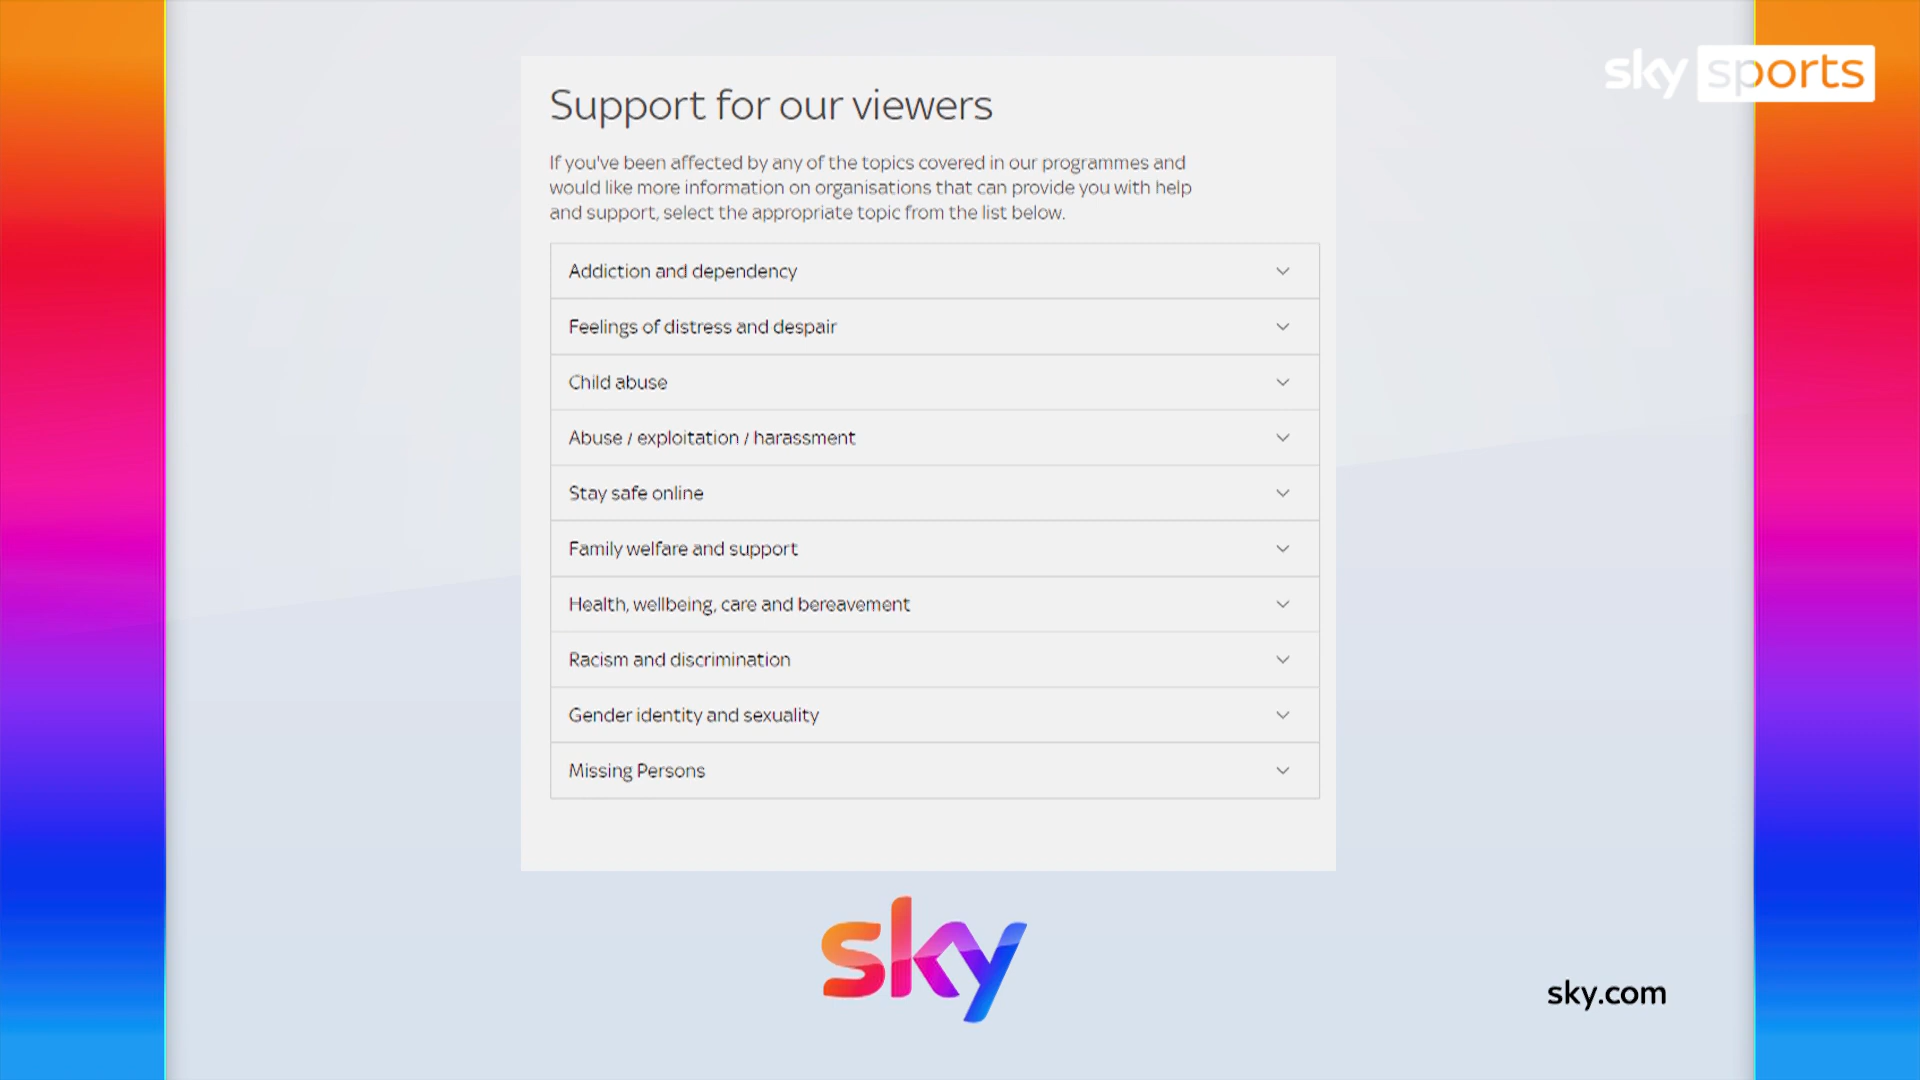 sky sports
Support for our viewers
If you've been affected by any of the topics covered in our programmes and
would like more information on organisations that can provide you with help
and support, select the appropriate topic from the list below.
Addiction and dependency
Feelings of distress and despair
Child abuse
Abuse / exploitation / harassment
Stay safe online
Family welfare and support
Health, wellbeing, care and bereavement
Racism and discrimination
Gender identity and sexuality
Missing Persons
sky
sky.com